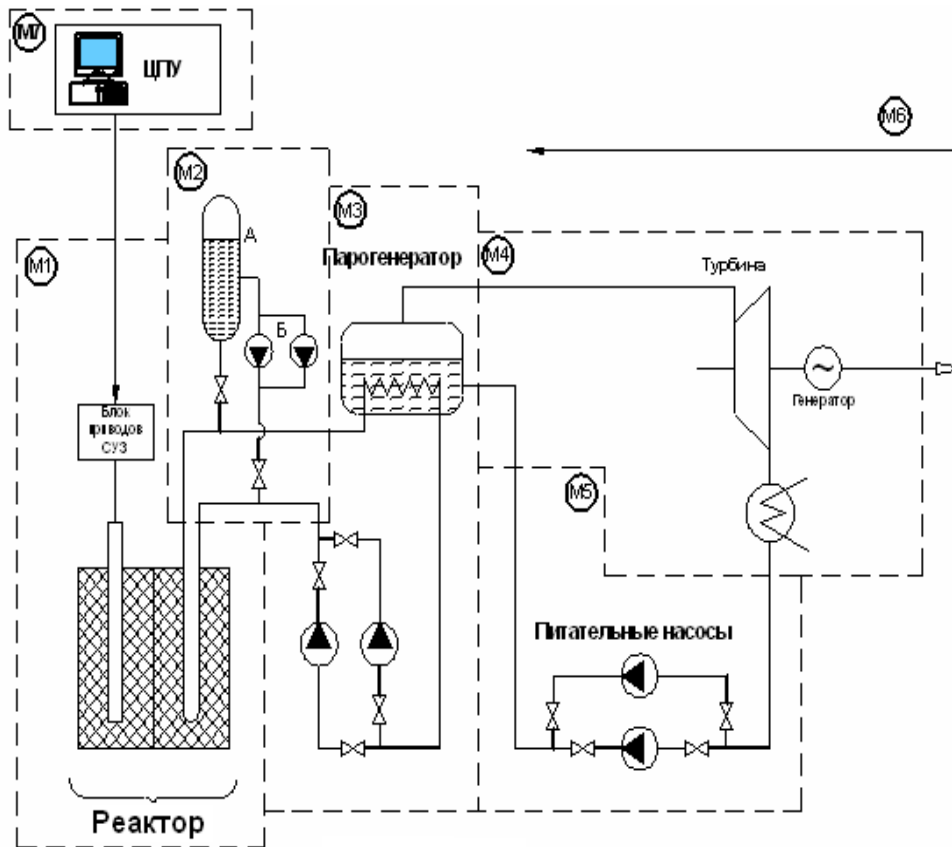 М7
ЦПУ
М6
М2
М3
А
М1
Парогенератор
М4
Турбина
Б
Генератор
Блок
приводов
СУЗ
М5
Питательные насосы
Реактор